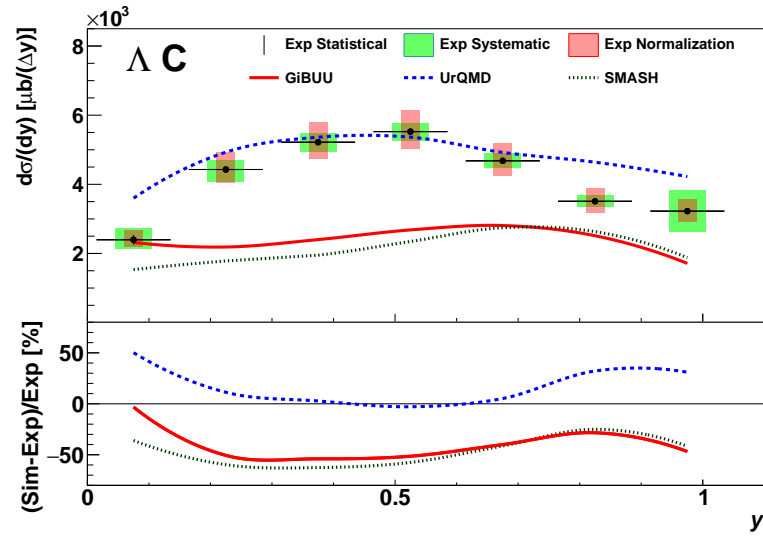 ×10³
Λ C
Exp Statistical
Exp Systematic
Exp Normalization
GiBUU
UrQMD
SMASH
dσ/(dy) [μb/(Δy)]
8
6
4
2
(Sim-Exp)/Exp [%]
50
0
−50
0
0.5
1
y